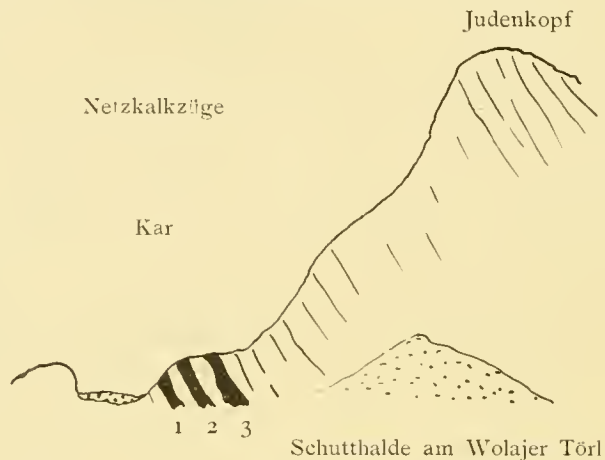 Judenkopf
Netzkalkzüge
Kar
1 2 3
Schutthalde am Wolajer Törl